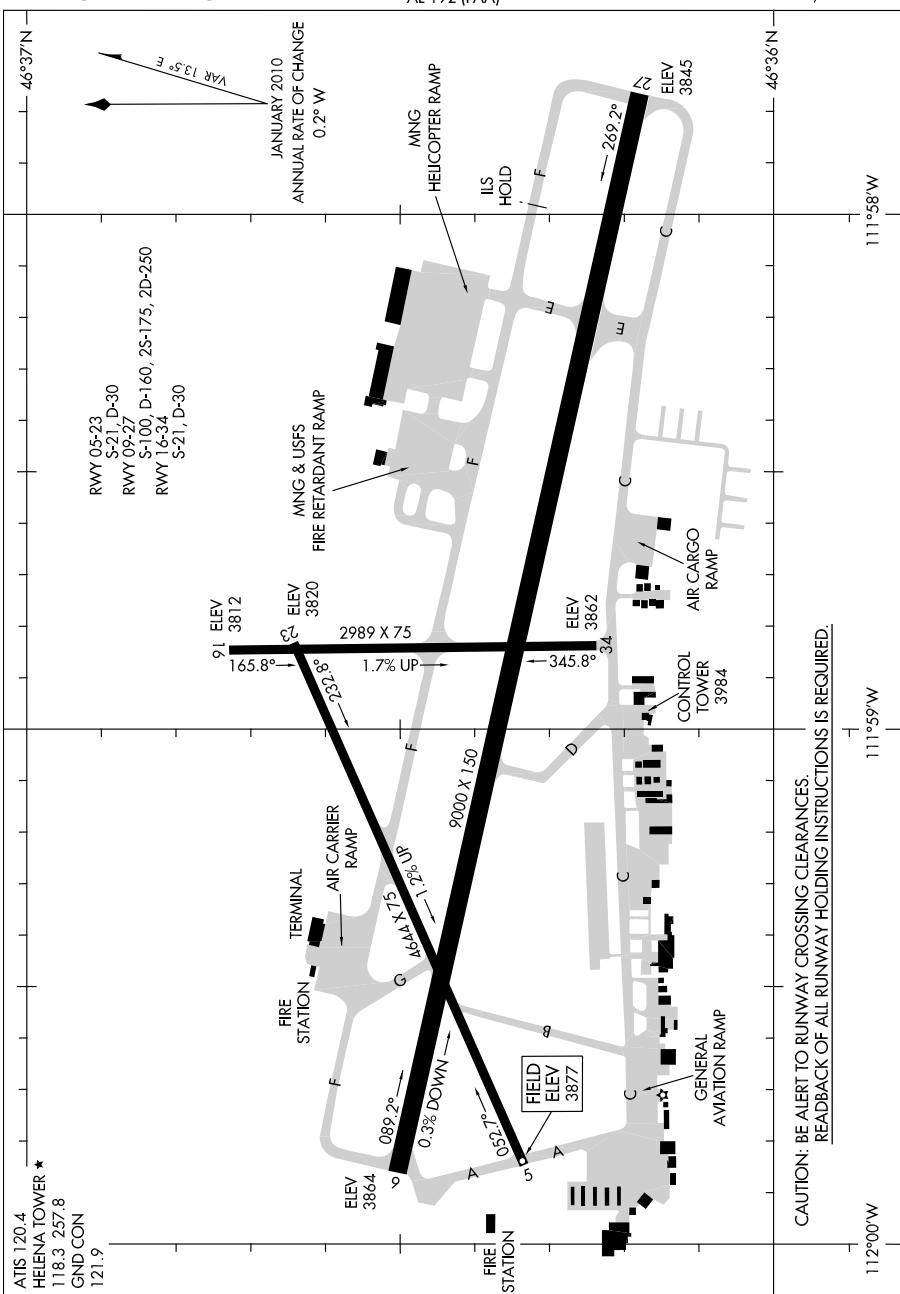 AL-192 (FAA)
46°37'N
VAR 13.5° E
JANUARY 2010
ANNUAL RATE OF CHANGE
0.2° W
46°36'N
ATIS 120.4
HELENA TOWER ★
118.3 257.8
GND CON
121.9
RWY 05-23
S-21, D-30
RWY 09-27
S-100, D-160, 2S-175, 2D-250
RWY 16-34
S-21, D-30
MNG
HELICOPTER RAMP
ILS
HOLD
F
27
ELEV
3845
269.2°
C
E
E
MNG & USFS
FIRE RETARDANT RAMP
F
C
AIR CARGO
RAMP
ELEV
3812
16
ELEV
3820
23
2989 X 75
165.8°
1.7% UP
345.8°
ELEV
3862
34
232.8°
CONTROL
TOWER
3984
F
D
9000 X 150
TERMINAL
AIR CARRIER
RAMP
FIRE
STATION
4644 X 75
1.2% UP
G
C
B
F
089.2°
0.3% DOWN
ELEV
3864
9
052.7°
FIELD
ELEV
3877
5
A
A
C
GENERAL
AVIATION RAMP
FIRE
STATION
CAUTION: BE ALERT TO RUNWAY CROSSING CLEARANCES.
READBACK OF ALL RUNWAY HOLDING INSTRUCTIONS IS REQUIRED.
112°00'W
111°59'W
111°58'W